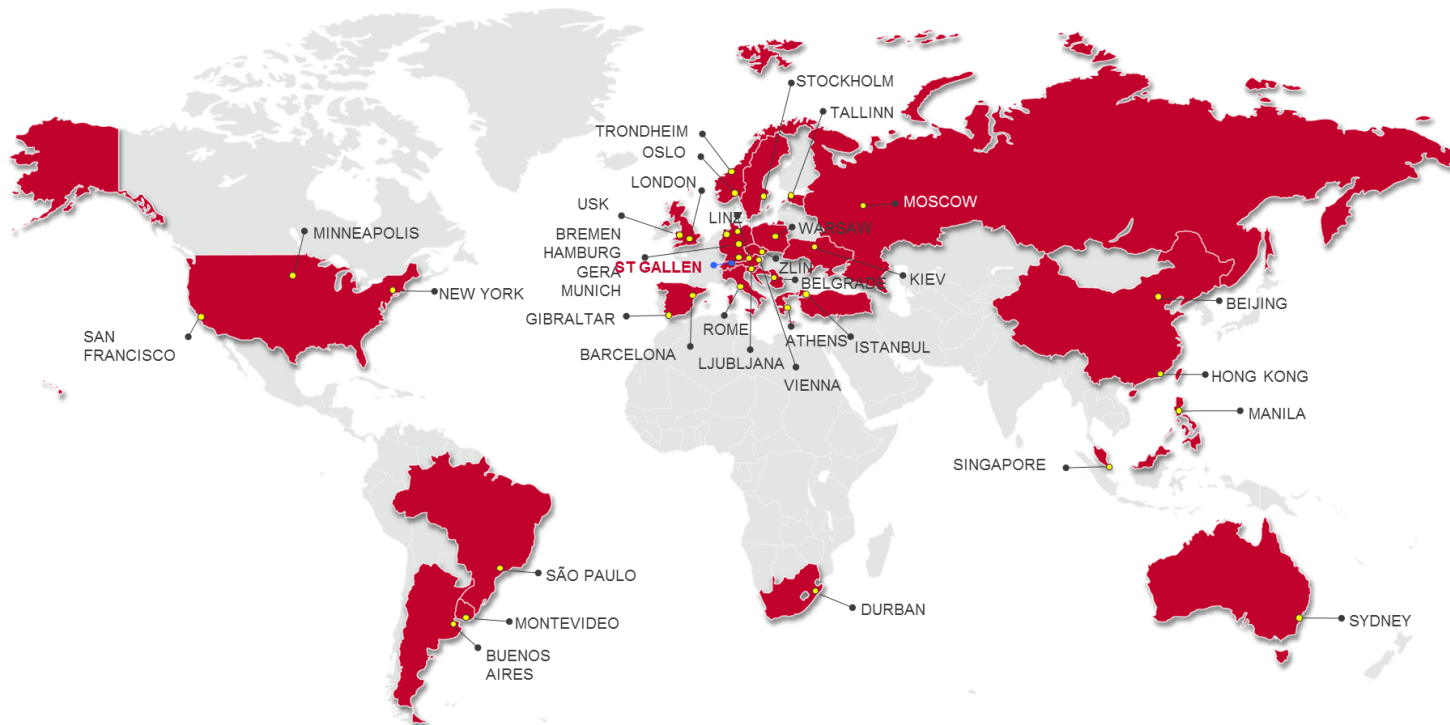 STOCKHOLM
TALLINN
TRONDHEIM
OSLO
LONDON
USK
LINZ
BREMEN
HAMBURG
GERA
MUNICH
ST GALLEN
WARSAW
MOSCOW
ZLIN
BELGRADE
KIEV
MINNEAPOLIS
NEW YORK
SAN
FRANCISCO
GIBRALTAR
BARCELONA
ROME
LJUBLJANA
ATHENS
ISTANBUL
VIENNA
BEIJING
HONG KONG
MANILA
SINGAPORE
SÃO PAULO
MONTEVIDEO
BUENOS
AIRES
DURBAN
SYDNEY